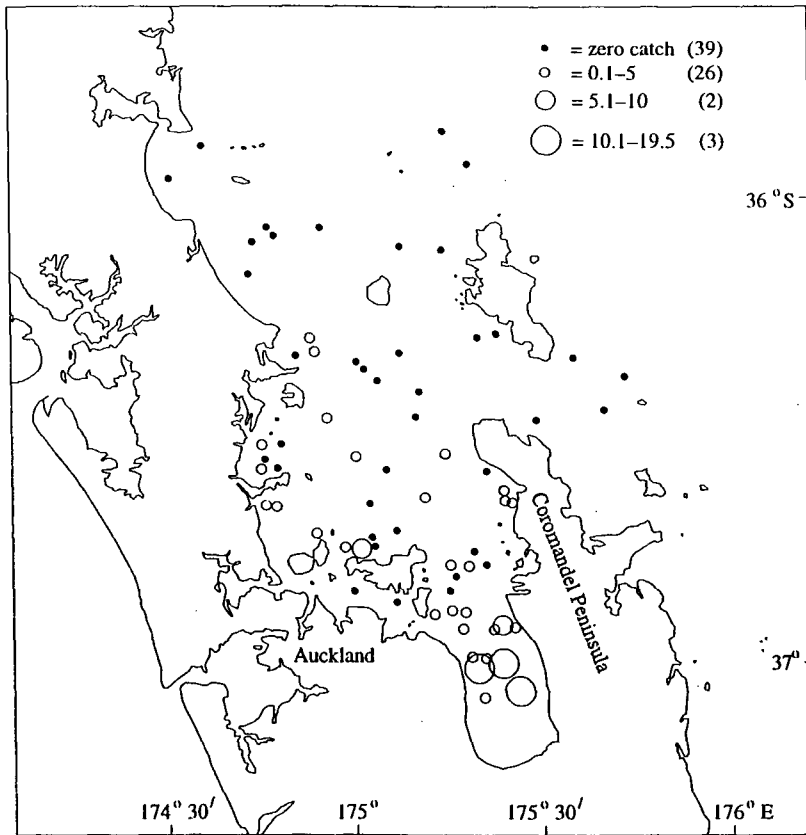 = zero catch (39)
= 0.1–5 (26)
= 5.1–10 (2)
= 10.1–19.5 (3)
36° S
Coromandel Peninsula
Auckland
37°
174° 30′ 175° 175° 30′ 176° E